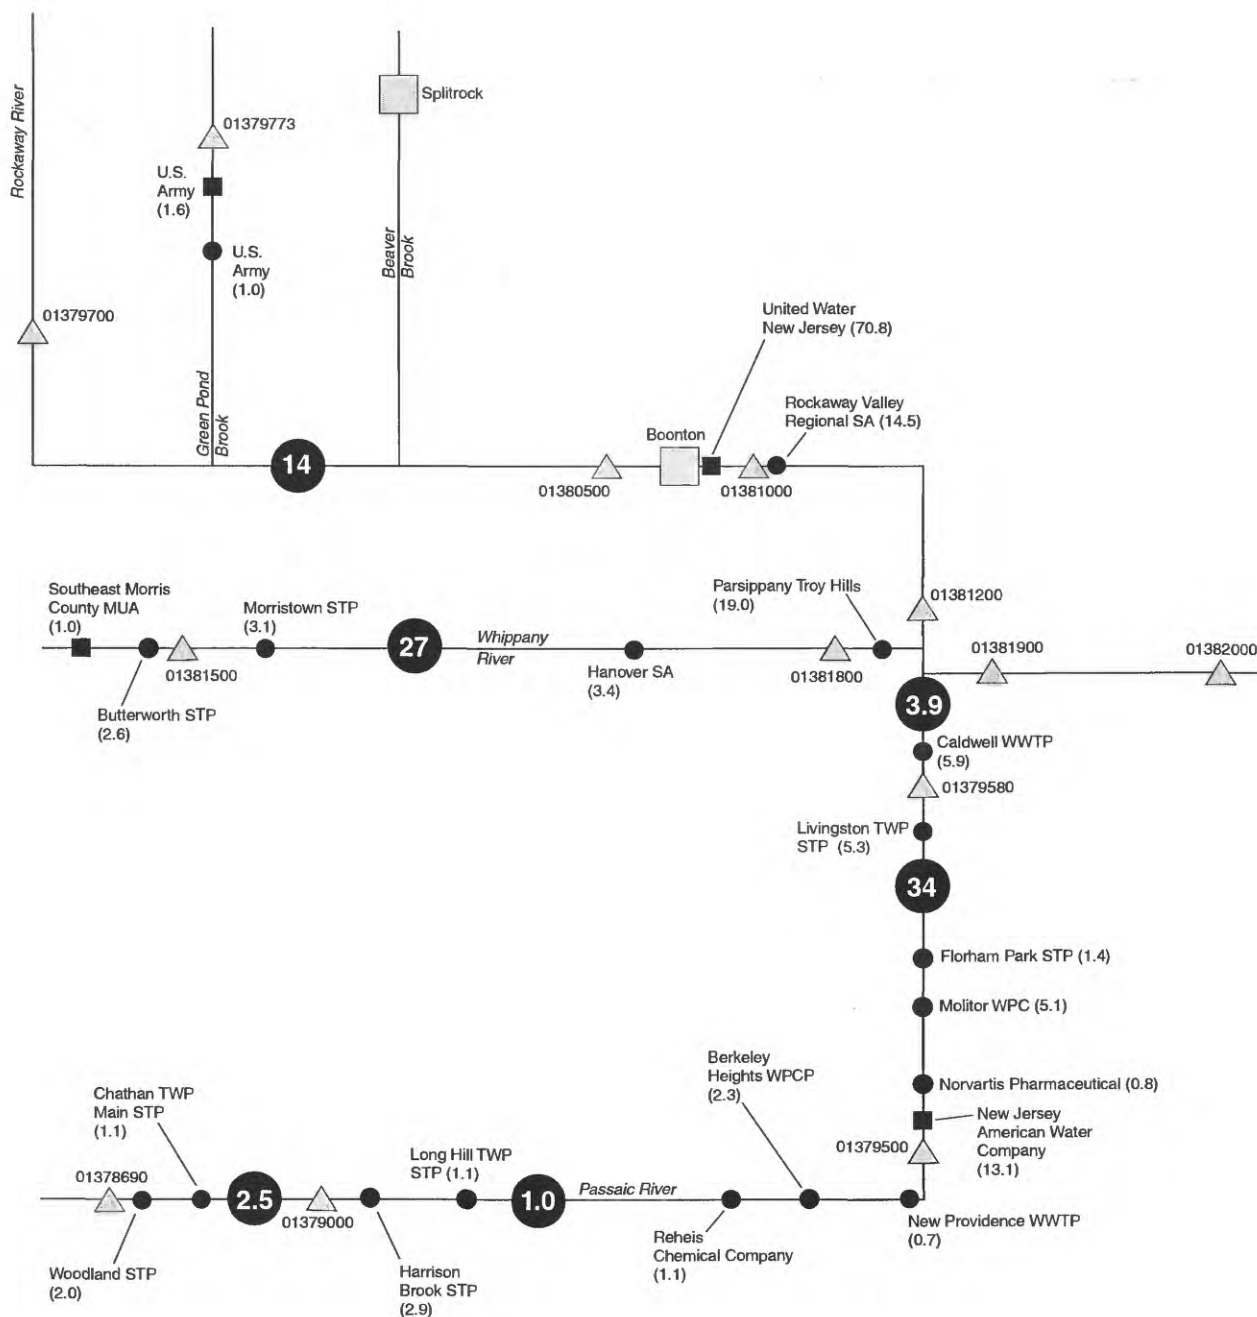 Rockaway River
01379773
Splitrock
U.S.
Army
(1.6)
U.S.
Army
(1.0)
Beaver
Brook
01379700
Green Pond
Brook
United Water
New Jersey (70.8)
Rockaway Valley
Regional SA (14.5)
Boonton
14
01380500
01381000
Southeast Morris
County MUA
(1.0)
Morristown STP
(3.1)
Parsippany Troy Hills
(19.0)
01381200
27
Whippany
River
01381900
01382000
01381500
Hanover SA
(3.4)
01381800
Butterworth STP
(2.6)
3.9
Caldwell WWTP
(5.9)
01379580
Livingston TWP
STP (5.3)
34
Florham Park STP (1.4)
Molitor WPC (5.1)
Berkeley
Heights WPCP
(2.3)
Norvartis Pharmaceutical (0.8)
Chathan TWP
Main STP
(1.1)
New Jersey
American Water
Company
(13.1)
01379500
Long Hill TWP
STP (1.1)
01378690
2.5
1.0
Passaic River
01379000
Woodland STP
(2.0)
Harrison
Brook STP
(2.9)
Reheis
Chemical Company
(1.1)
New Providence WWTP
(0.7)